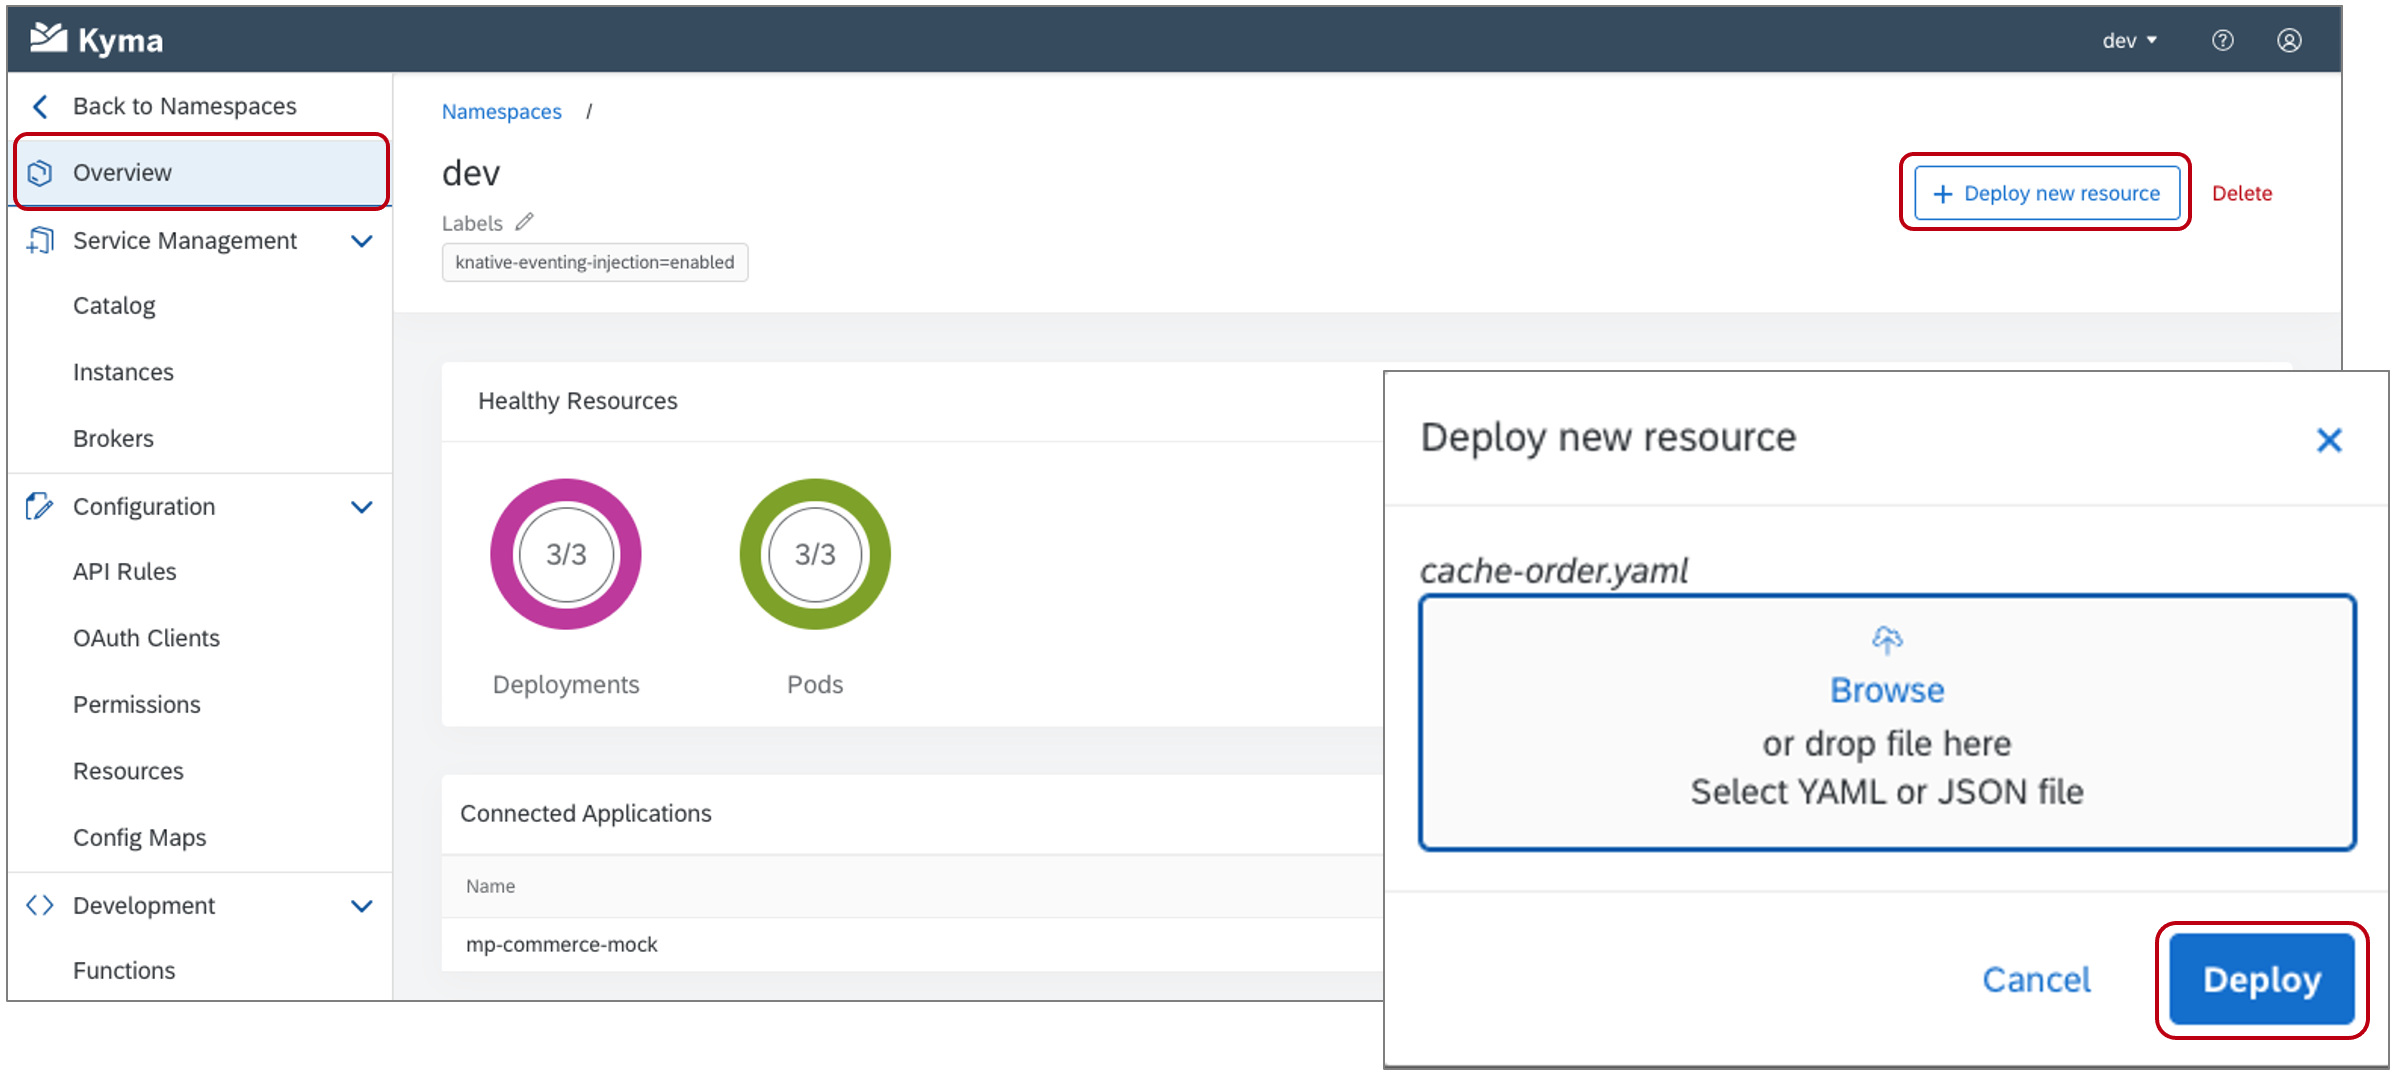 Kyma
dev
Back to Namespaces
Overview
Service Management
Catalog
Instances
Brokers
Configuration
API Rules
OAuth Clients
Permissions
Resources
Config Maps
Development
Functions
Namespaces /
dev
Labels
knative-eventing-injection=enabled
+ Deploy new resource
Delete
Healthy Resources
3/3
Deployments
3/3
Pods
Connected Applications
Name
mp-commerce-mock
Deploy new resource
cache-order.yaml
Browse
or drop file here
Select YAML or JSON file
Cancel
Deploy